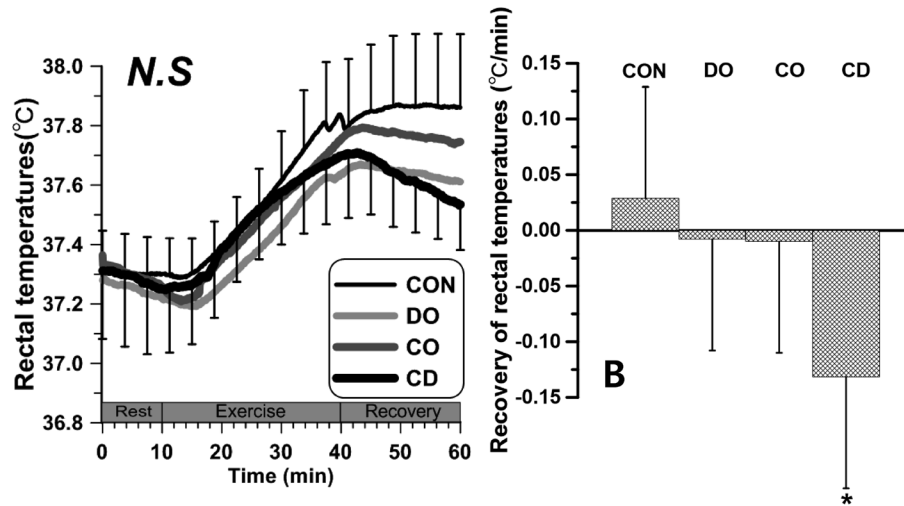 N.S
Rectal temperatures(℃)
38.0
37.8
37.6
37.4
37.2
37.0
36.8
CON
DO
CO
CD
Rest Exercise Recovery
0 10 20 30 40 50 60
Time (min)
Recovery of rectal temperatures (℃/min)
0.15
0.10
0.05
0.00
-0.05
-0.10
-0.15
CON DO CO CD
B
*